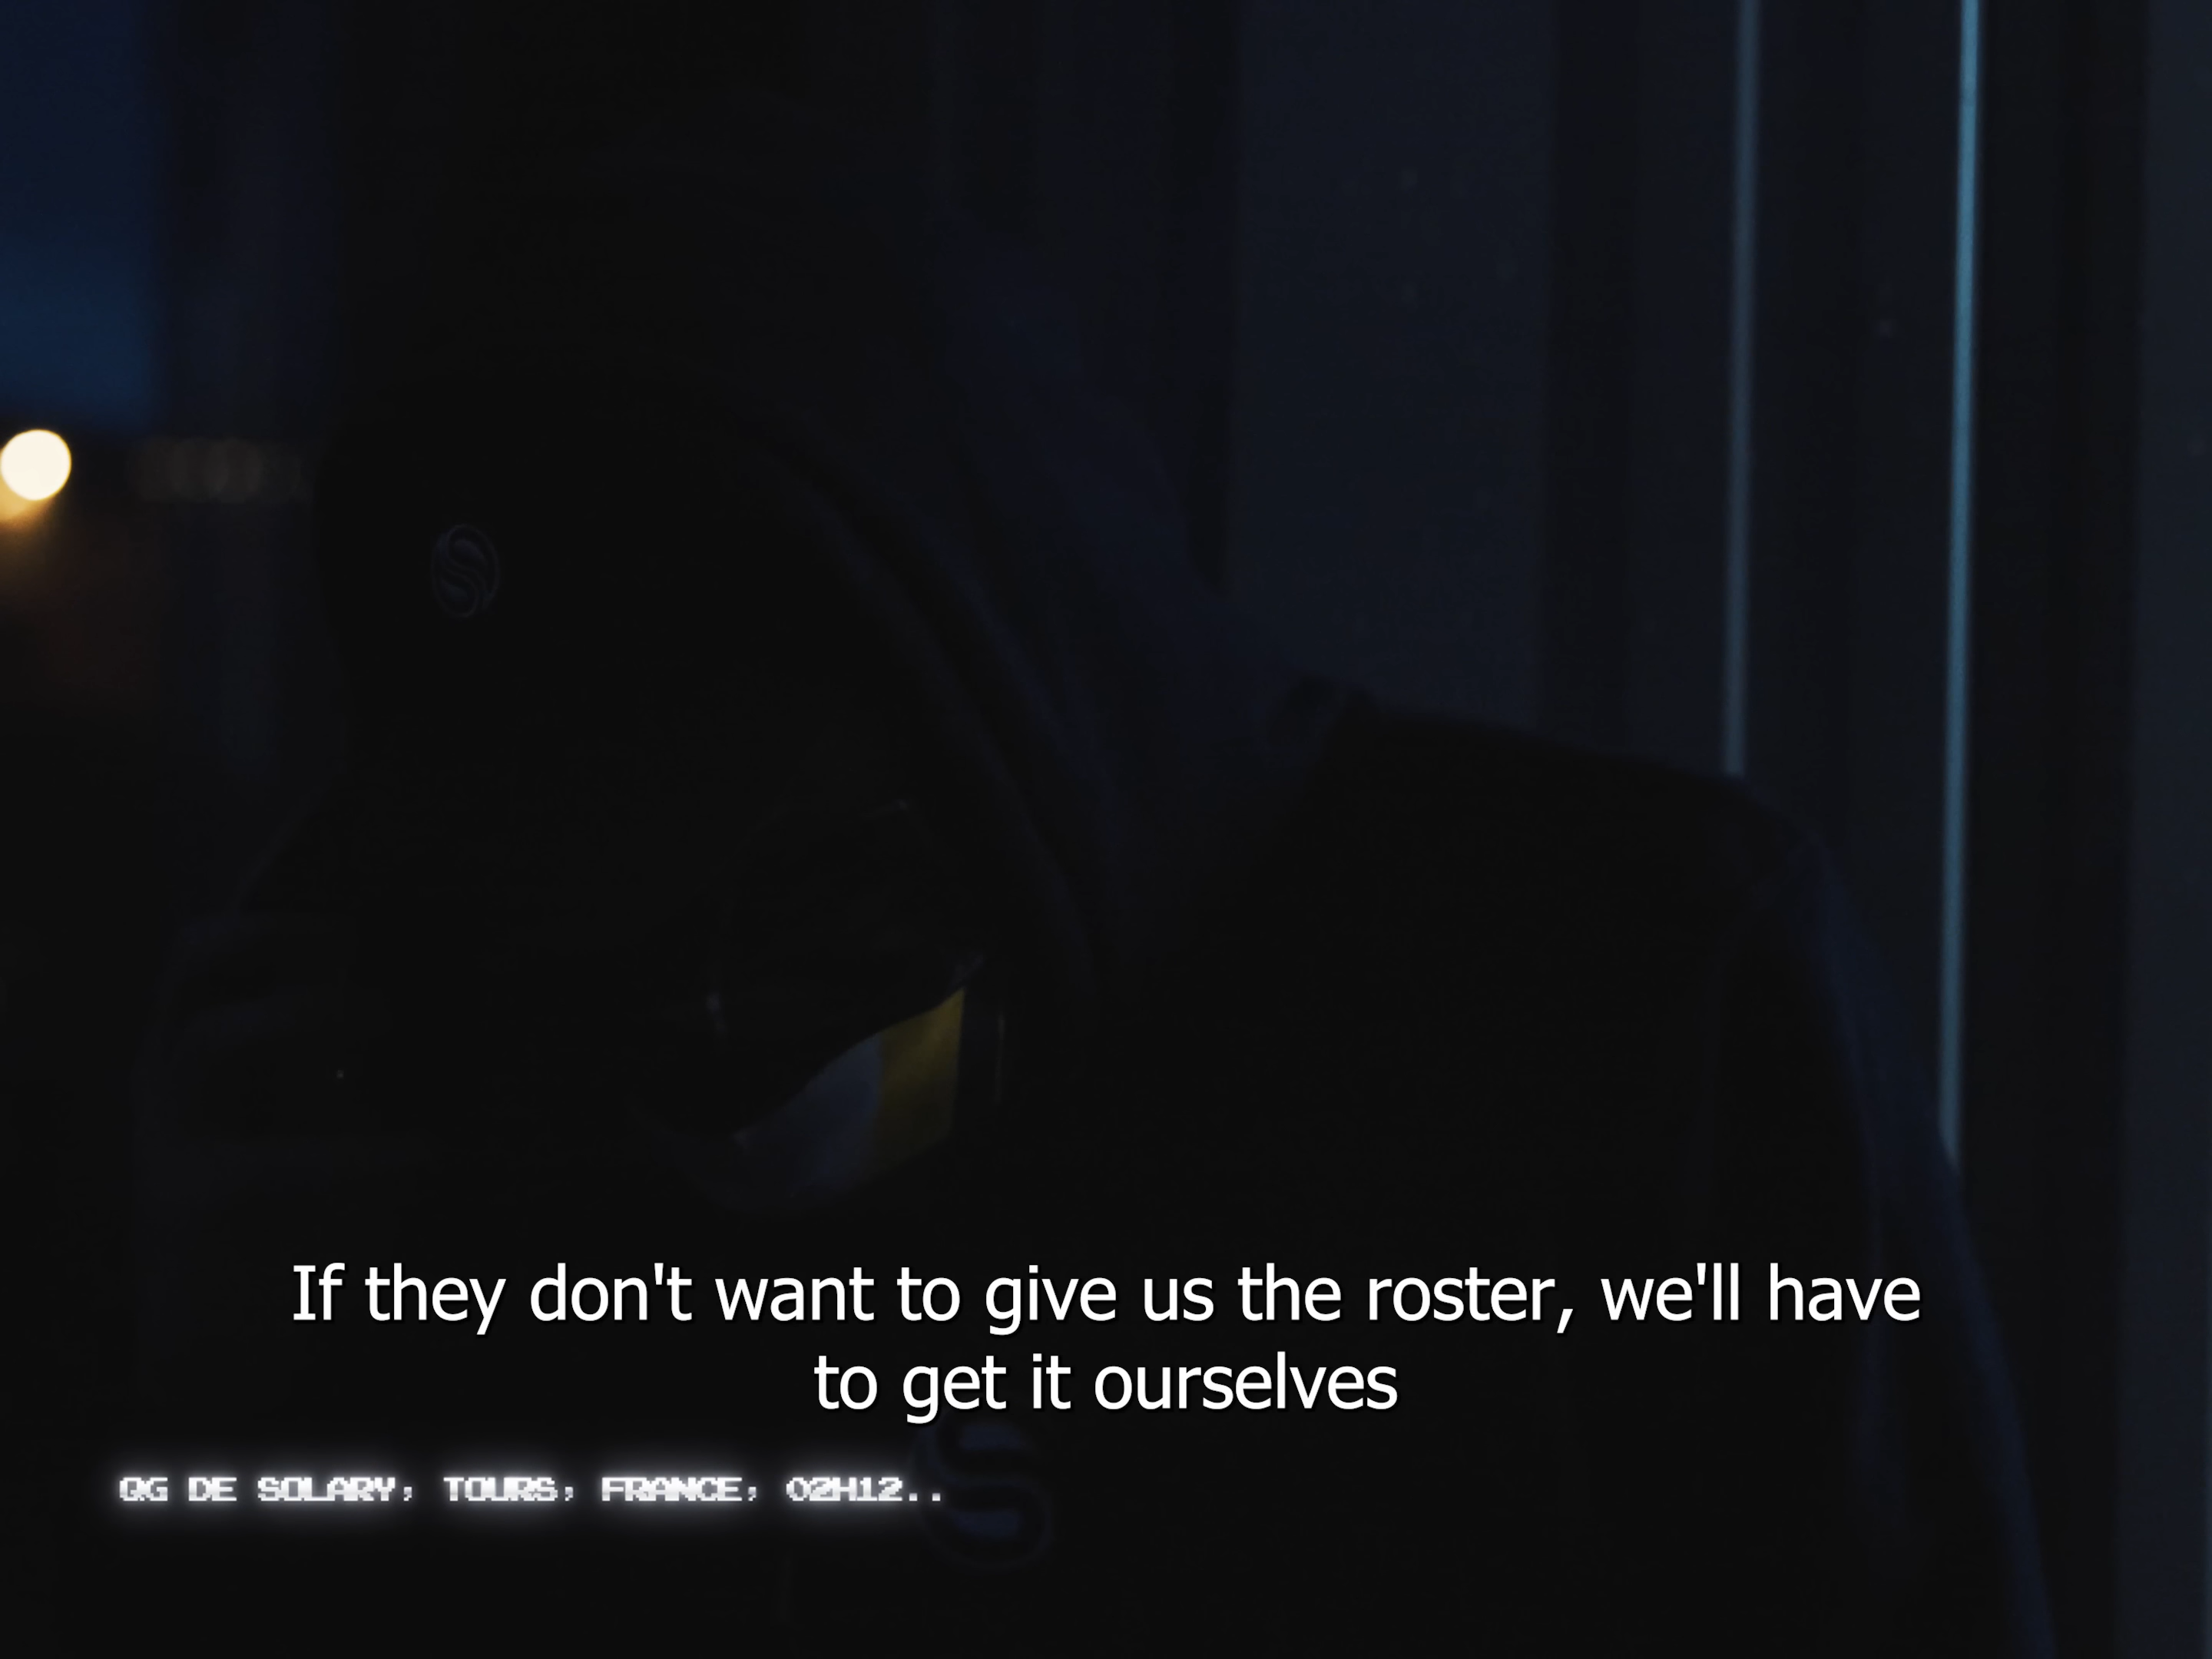 If they don't want to give us the roster, we'll have
to get it ourselves
QG DE SOLARY, TOURS, FRANCE, 02H12..